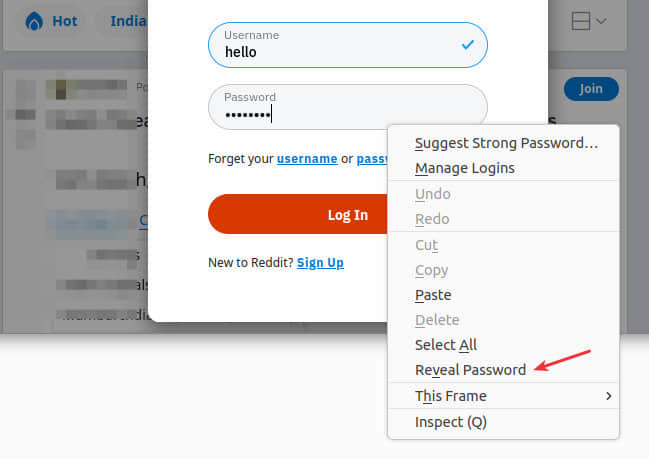 Hot
India
Username
hello
Password
••••••••
Join
Forget your username or passw
Log In
New to Reddit? Sign Up
Suggest Strong Password...
Manage Logins
Undo
Redo
Cut
Copy
Paste
Delete
Select All
Reveal Password
This Frame
Inspect (Q)